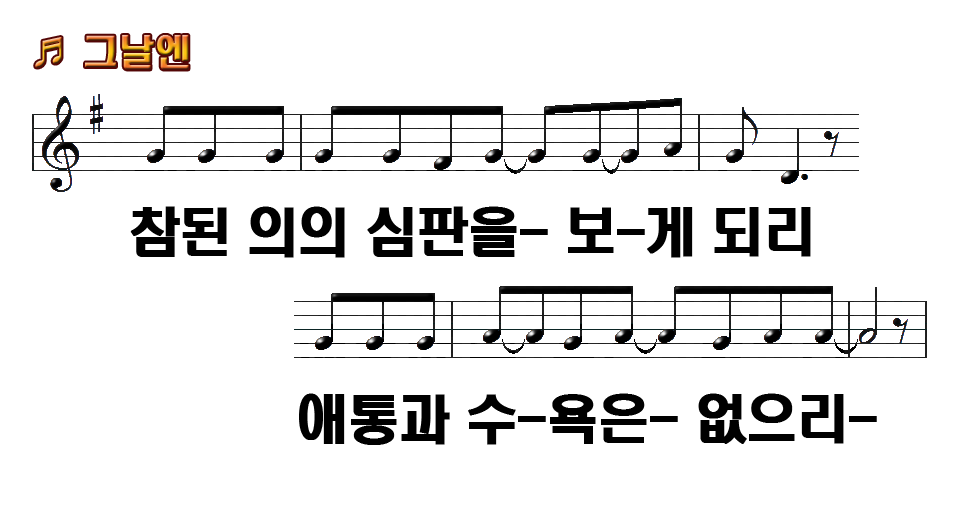 ♬ 그날엔
참된 의의 심판을- 보-게 되리
애통과 수-욕은- 없으리-